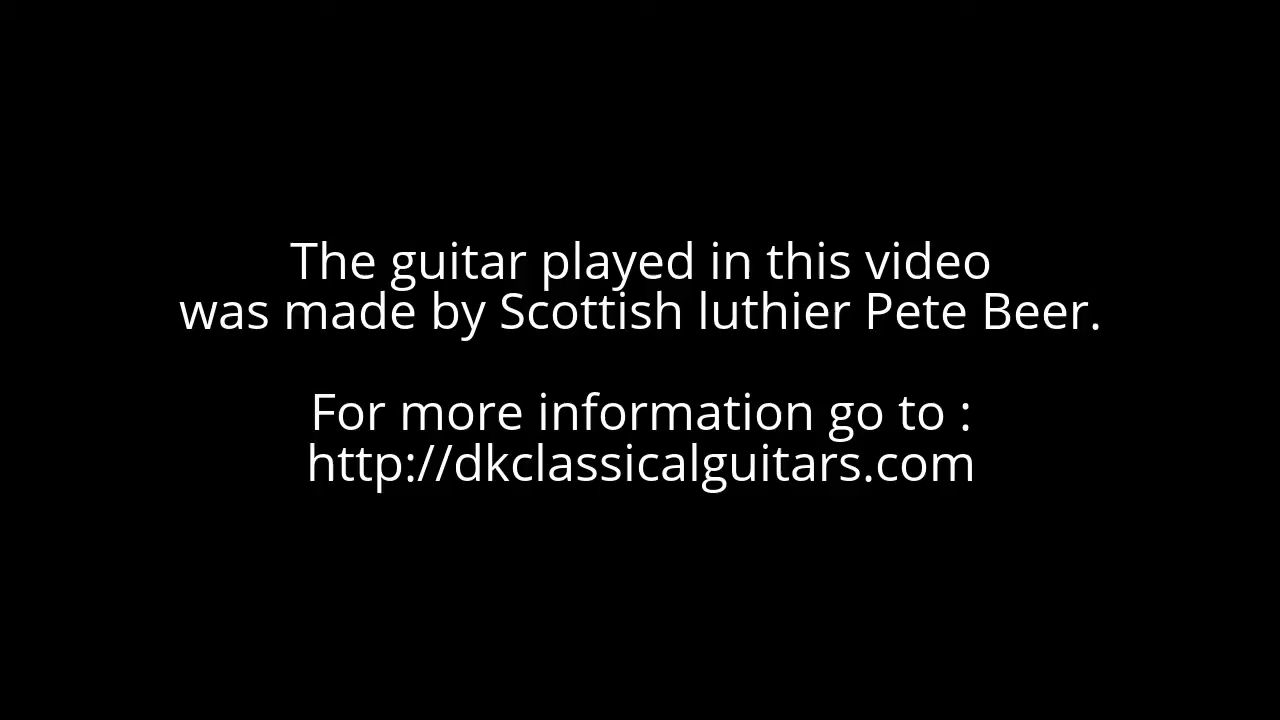 The guitar played in this video
was made by Scottish luthier Pete Beer.
For more information go to :
http://dkclassicalguitars.com